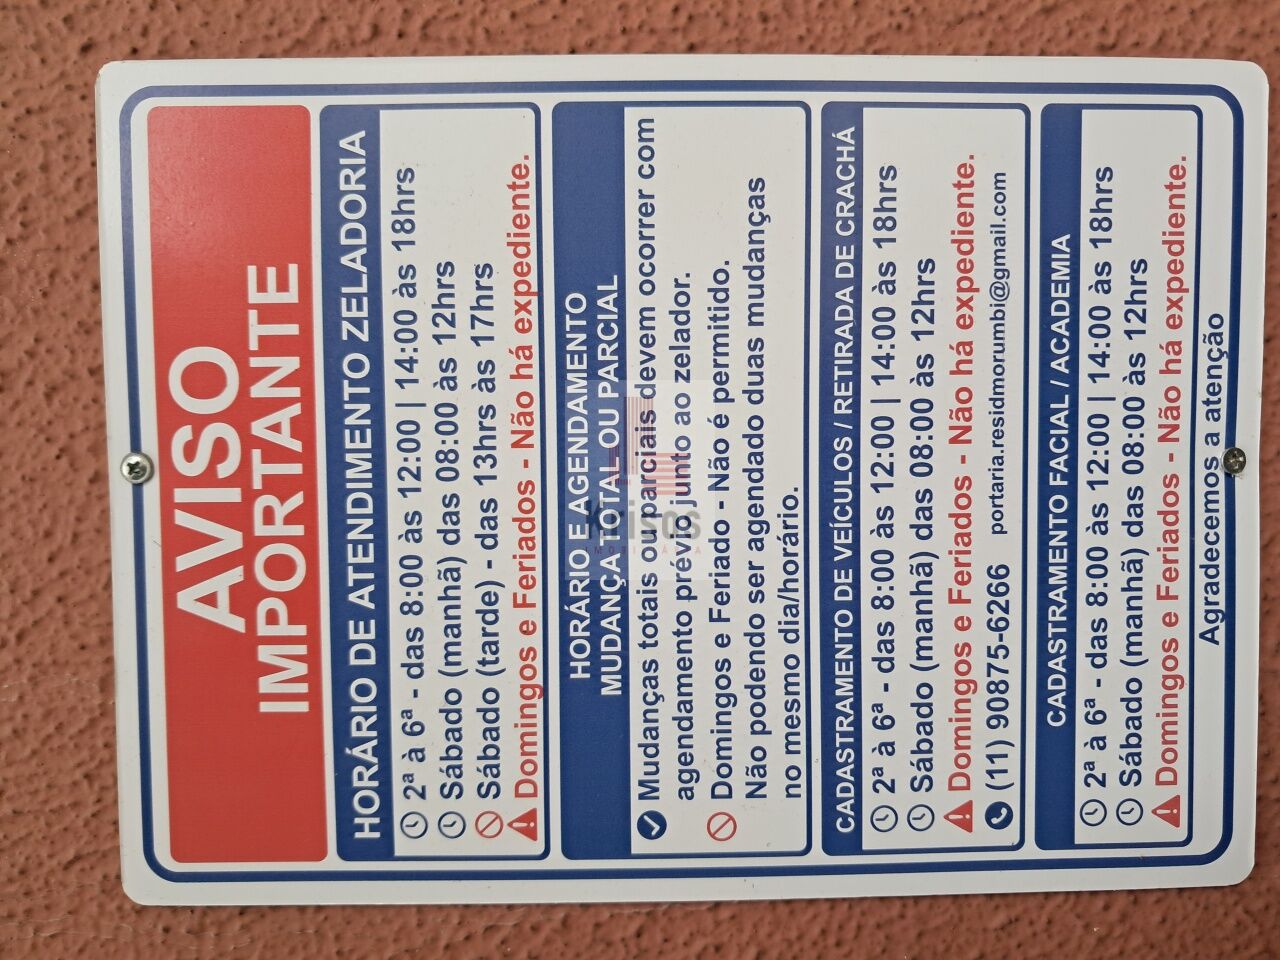 AVISO
IMPORTANTE
HORÁRIO DE ATENDIMENTO ZELADORIA
2ª à 6ª - das 8:00 às 12:00 | 14:00 às 18hrs
Sábado (manhã) das 08:00 às 12hrs
Sábado (tarde) - das 13hrs às 17hrs
Domingos e Feriados - Não há expediente.
HORÁRIO E AGENDAMENTO
MUDANÇA TOTAL OU PARCIAL
Mudanças totais ou parciais devem ocorrer com
agendamento prévio junto ao zelador.
Domingos e Feriado - Não é permitido.
Não podendo ser agendado duas mudanças
no mesmo dia/horário.
Krisos
IMOBILIÁRIA
CADASTRAMENTO DE VEÍCULOS / RETIRADA DE CRACHÁ
2ª à 6ª - das 8:00 às 12:00 | 14:00 às 18hrs
Sábado (manhã) das 08:00 às 12hrs
Domingos e Feriados - Não há expediente.
(11) 90875-6266 portaria.residmorumbi@gmail.com
CADASTRAMENTO FACIAL / ACADEMIA
2ª à 6ª - das 8:00 às 12:00 | 14:00 às 18hrs
Sábado (manhã) das 08:00 às 12hrs
Domingos e Feriados - Não há expediente.
Agradecemos a atenção